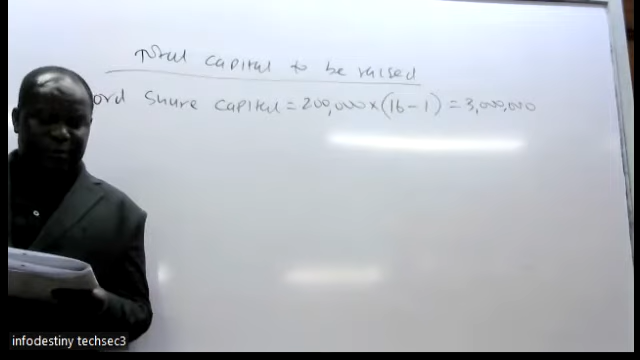 Total capital to be raised
ord share capital = 200,000 × (16 - 1) = 3,000,000
infodestiny techsec3